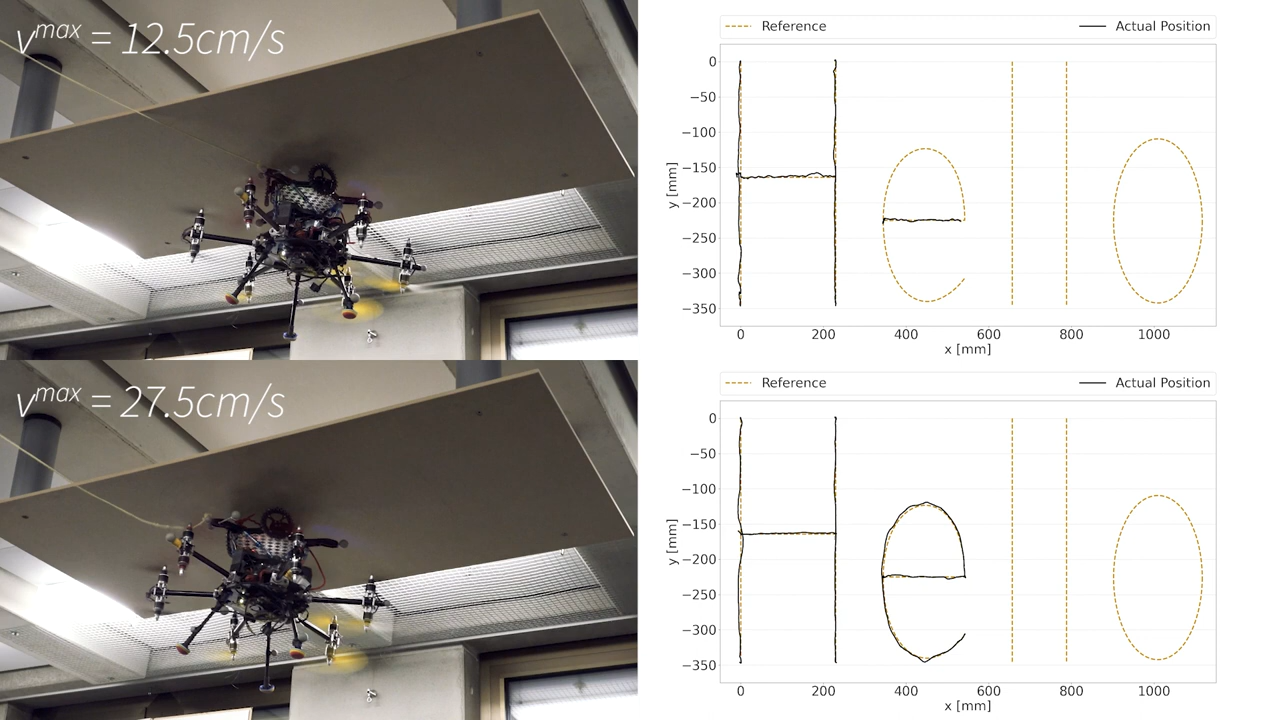 v^max = 12.5cm/s
Reference
Actual Position
0
−50
−100
−150
−200
−250
−300
−350
y [mm]
0
200
400
600
800
1000
x [mm]
v^max = 27.5cm/s
Reference
Actual Position
0
−50
−100
−150
−200
−250
−300
−350
y [mm]
0
200
400
600
800
1000
x [mm]